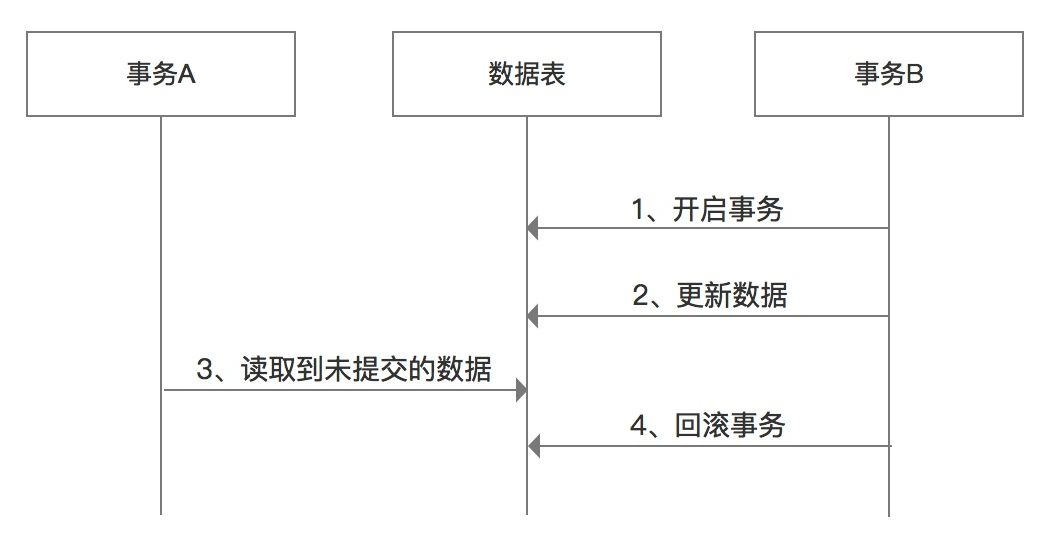 事务A
数据表
事务B
1、开启事务
2、更新数据
3、读取到未提交的数据
4、回滚事务